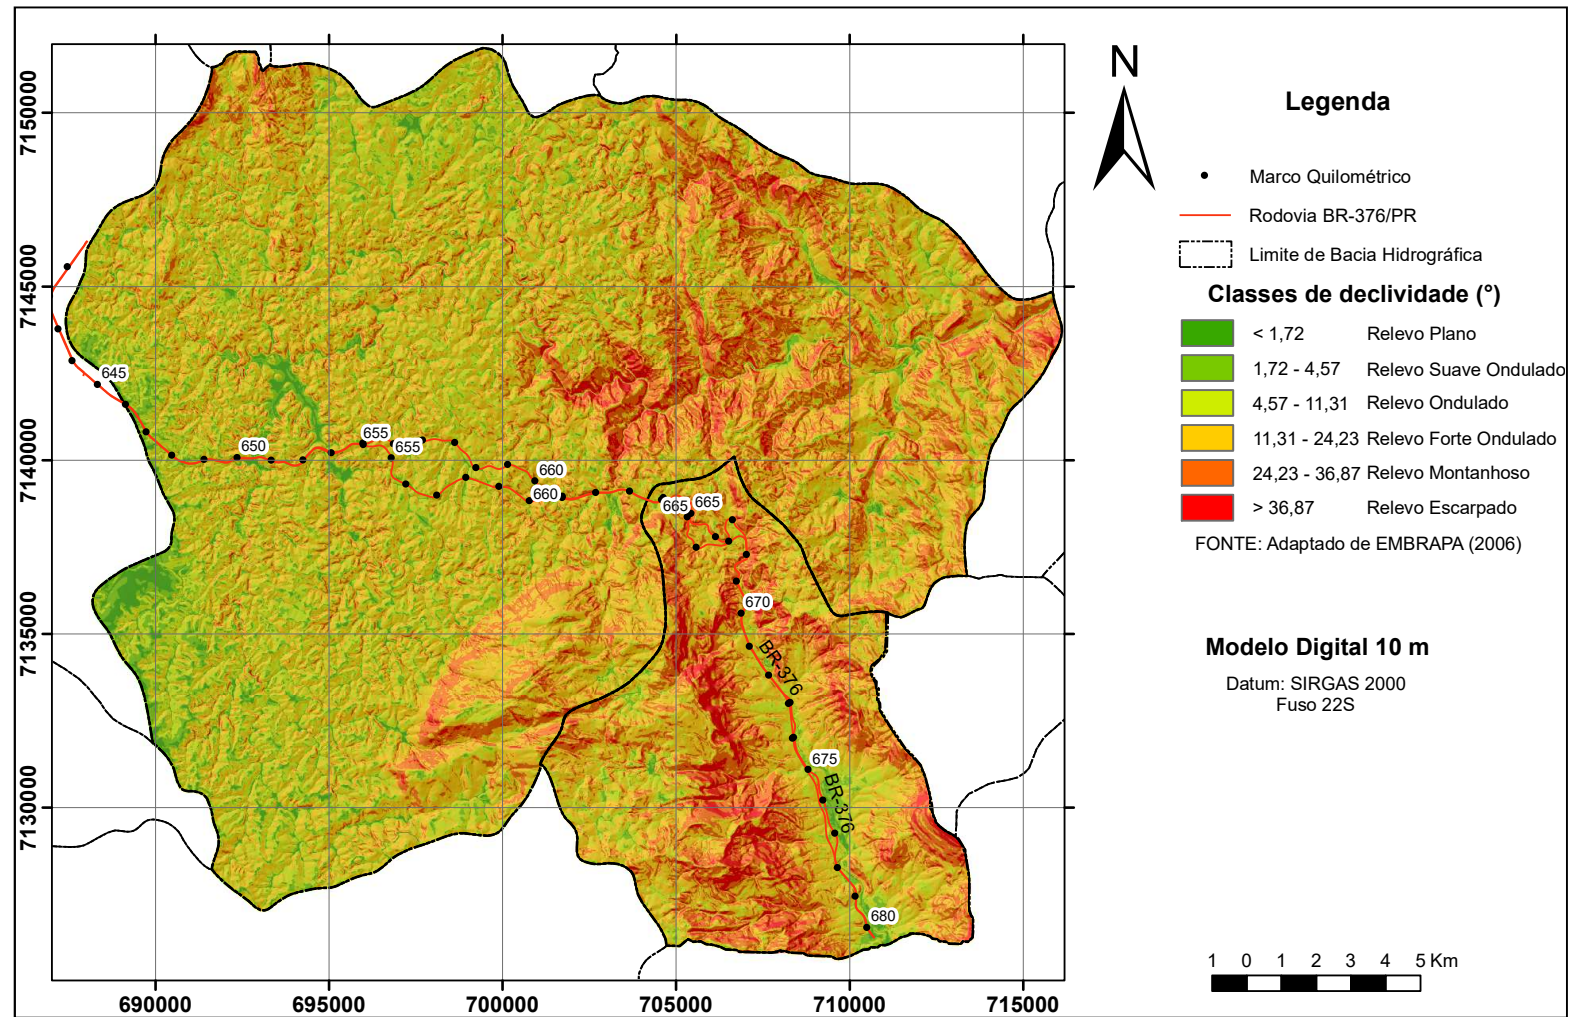 7150000
7145000
7140000
7135000
7130000
690000
695000
700000
705000
710000
715000
645
650
655
655
660
660
665
665
670
BR-376
675
BR-376
680
N
Legenda
Marco Quilométrico
Rodovia BR-376/PR
Limite de Bacia Hidrográfica
Classes de declividade (°)
< 1,72 Relevo Plano
1,72 - 4,57 Relevo Suave Ondulado
4,57 - 11,31 Relevo Ondulado
11,31 - 24,23 Relevo Forte Ondulado
24,23 - 36,87 Relevo Montanhoso
> 36,87 Relevo Escarpado
FONTE: Adaptado de EMBRAPA (2006)
Modelo Digital 10 m
Datum: SIRGAS 2000
Fuso 22S
1 0 1 2 3 4 5 Km